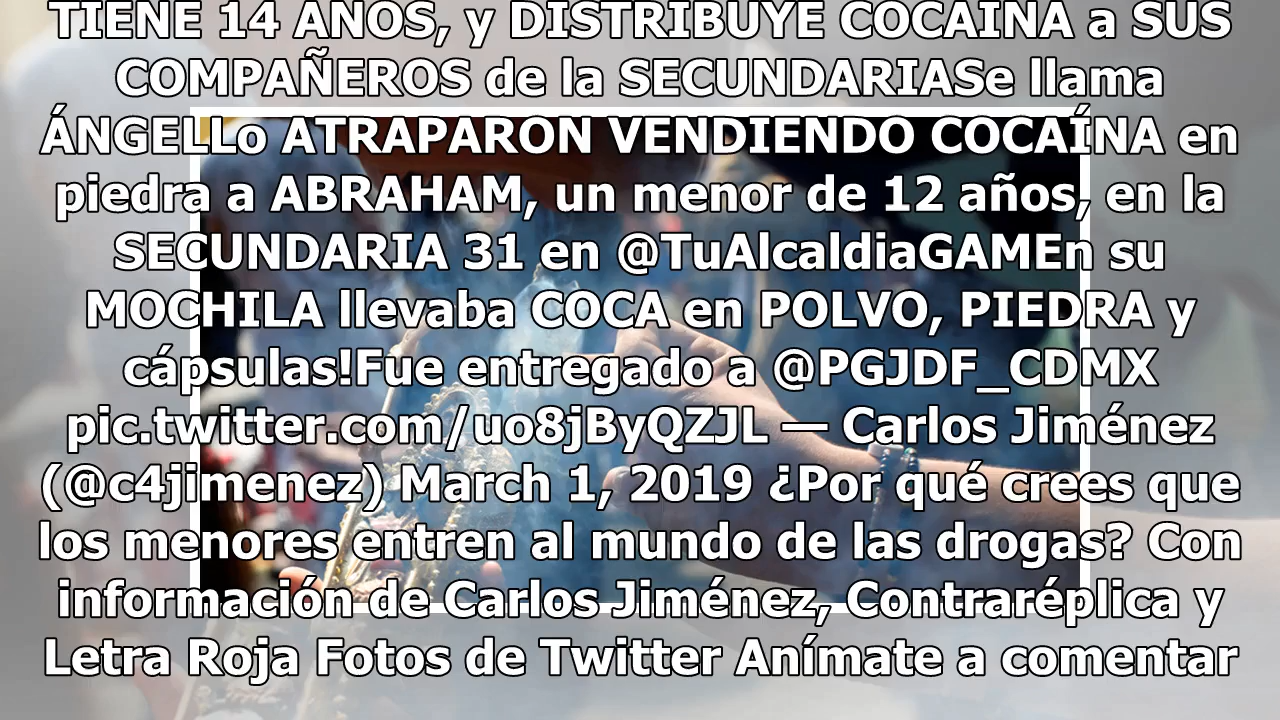 TIENE 14 AÑOS, y DISTRIBUYE COCAÍNA a SUS
COMPAÑEROS de la SECUNDARIASe llama
ÁNGELLo ATRAPARON VENDIENDO COCAÍNA en
piedra a ABRAHAM, un menor de 12 años, en la
SECUNDARIA 31 en @TuAlcaldiaGAMEn su
MOCHILA llevaba COCA en POLVO, PIEDRA y
cápsulas!Fue entregado a @PGJDF_CDMX
pic.twitter.com/uo8jByQZJL — Carlos Jiménez
(@c4jimenez) March 1, 2019 ¿Por qué crees que
los menores entren al mundo de las drogas? Con
información de Carlos Jiménez, Contraréplica y
Letra Roja Fotos de Twitter Anímate a comentar